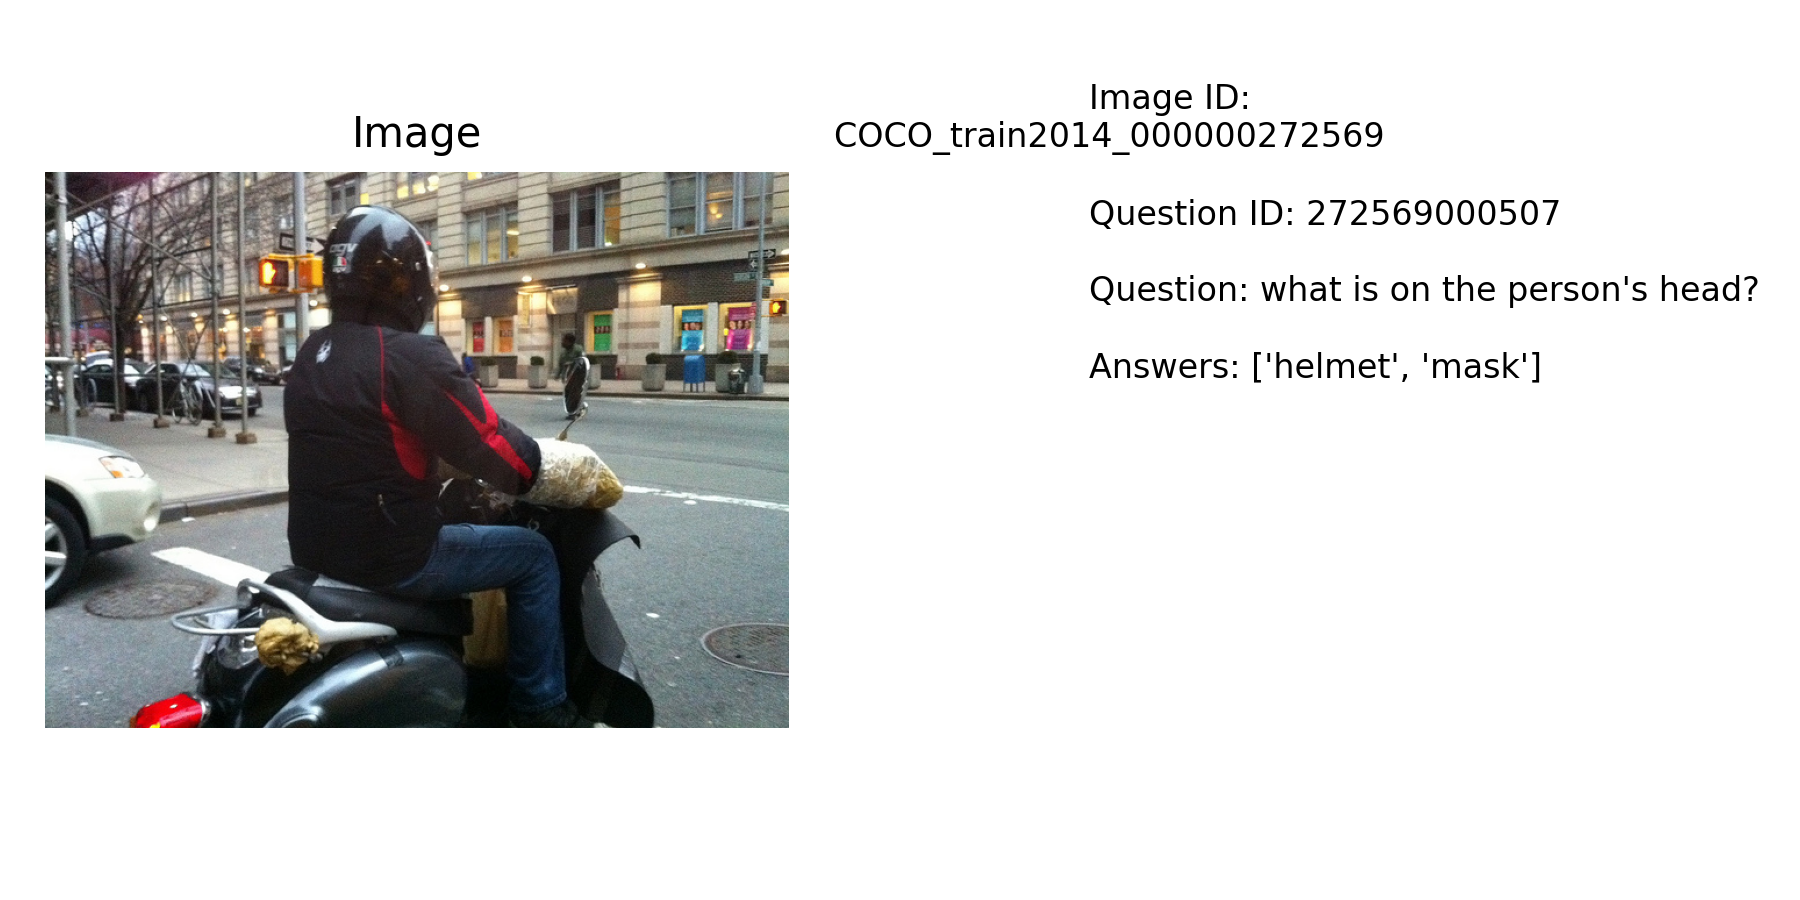 Image
Image ID:
COCO_train2014_000000272569
Question ID: 272569000507
Question: what is on the person's head?
Answers: ['helmet', 'mask']